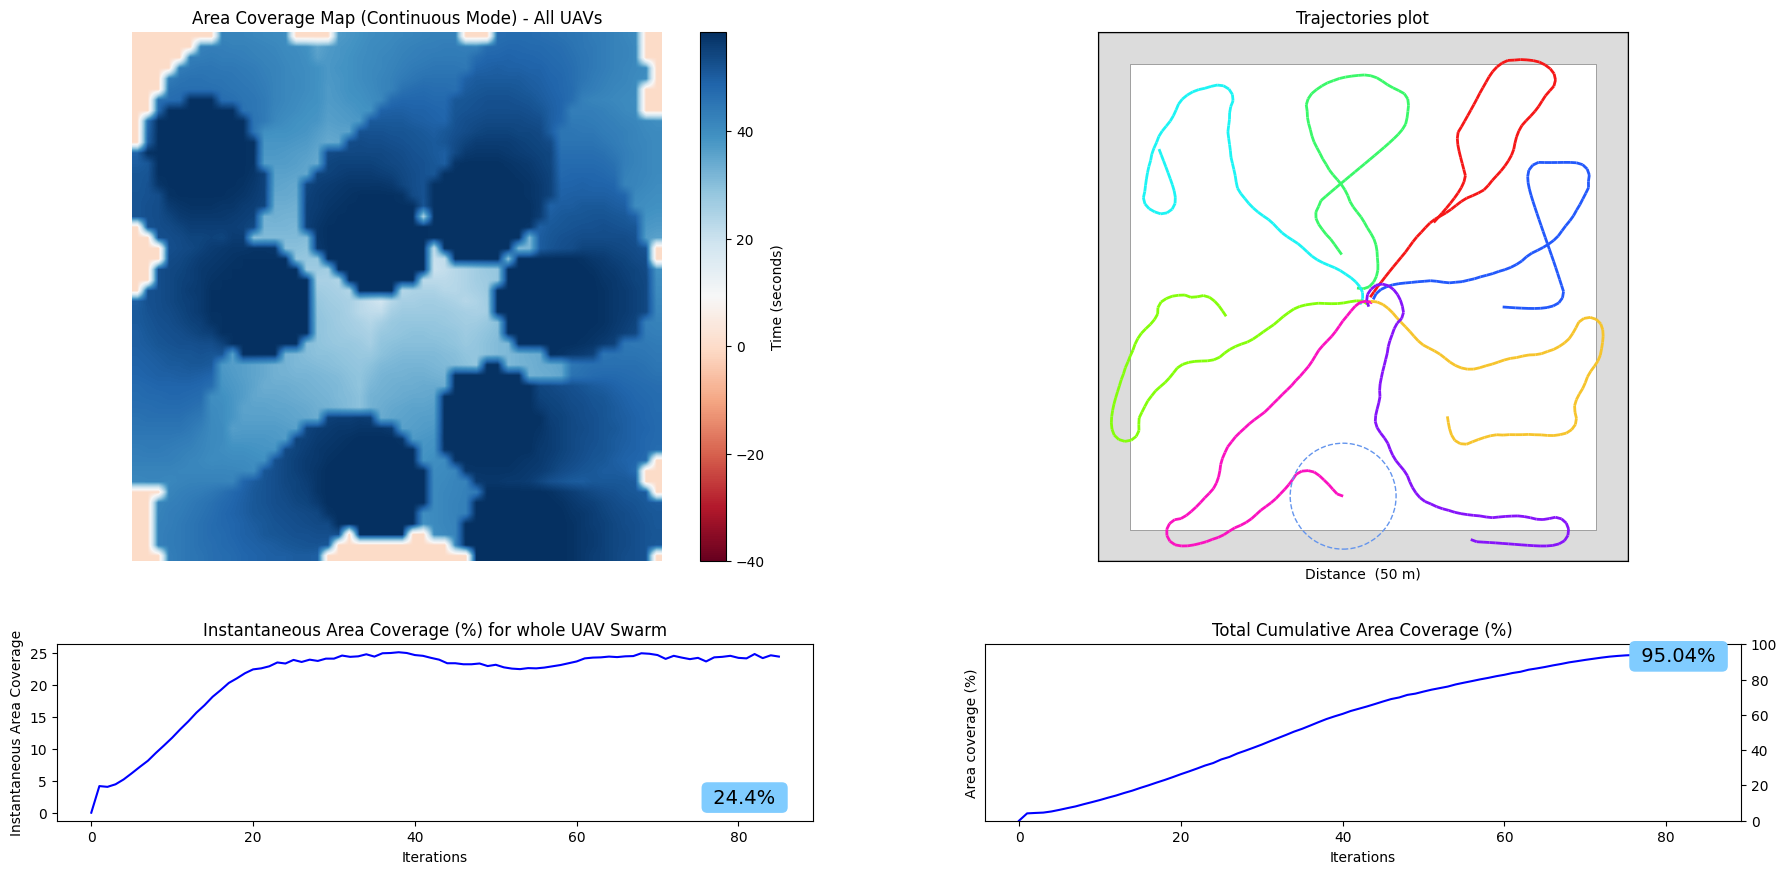 Area Coverage Map (Continuous Mode) - All UAVs
40
20
0
−20
−40
Time (seconds)
Trajectories plot
Distance  (50 m)
Instantaneous Area Coverage (%) for whole UAV Swarm
Instantaneous Area Coverage
25
20
15
10
5
0
24.4%
0
20
40
60
80
Iterations
Total Cumulative Area Coverage (%)
Area coverage (%)
95.04%
100
80
60
40
20
0
0
20
40
60
80
Iterations